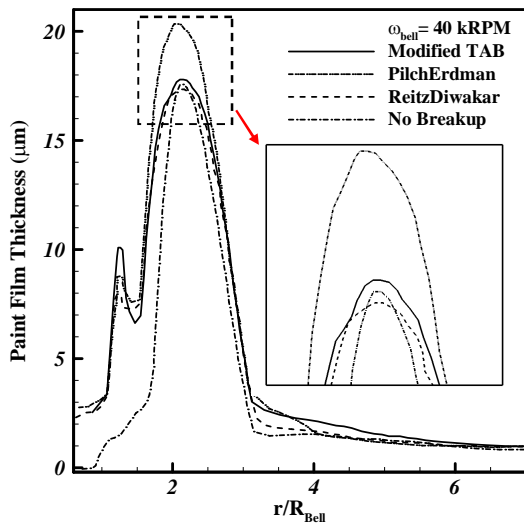 ω_bell = 40 kRPM
Modified TAB
PilchErdman
ReitzDiwakar
No Breakup
Paint Film Thickness (μm)
20
15
10
5
0
2
4
6
r/R_Bell